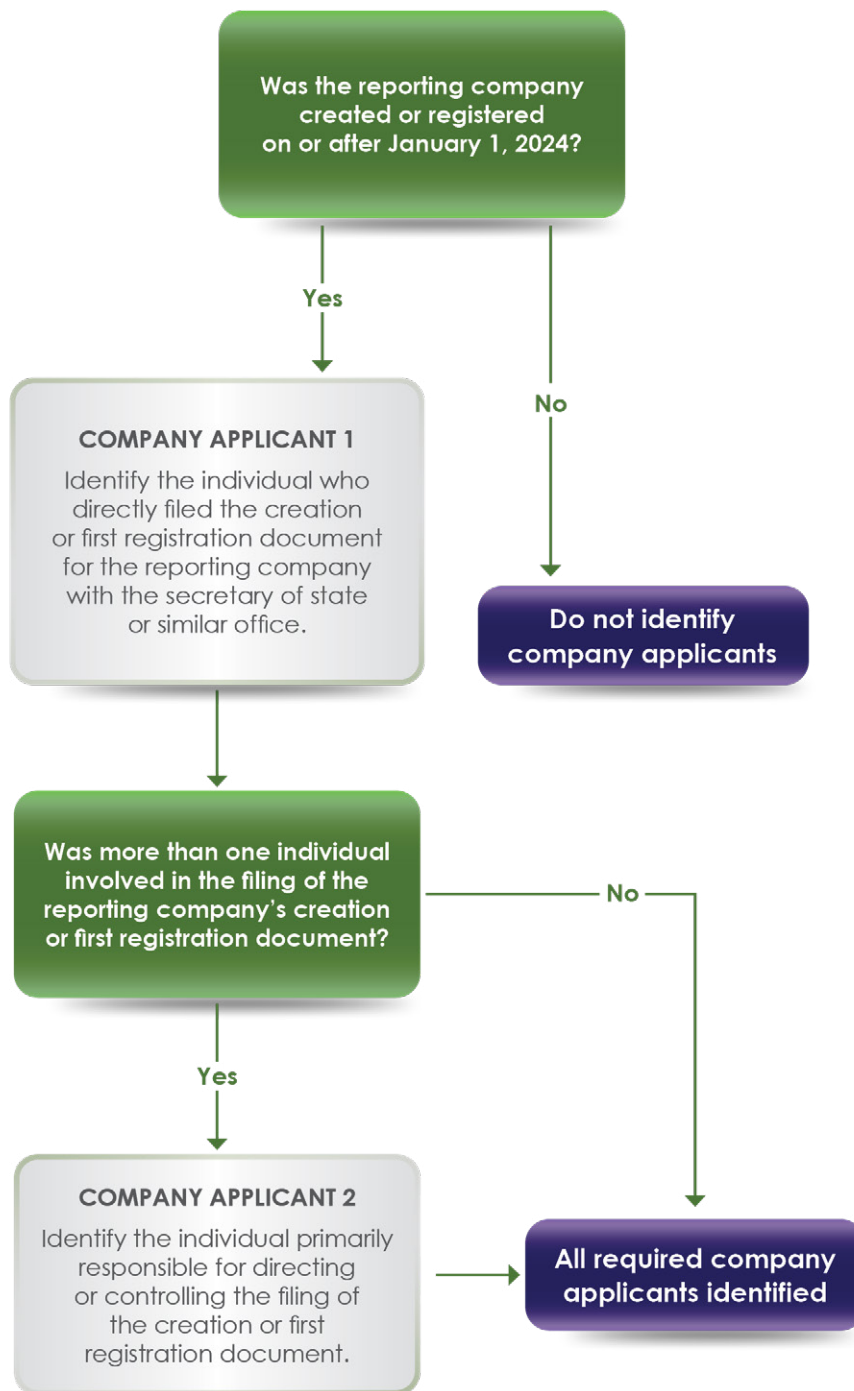 Was the reporting company
created or registered
on or after January 1, 2024?
Yes
No
COMPANY APPLICANT 1
Identify the individual who
directly filed the creation
or first registration document
for the reporting company
with the secretary of state
or similar office.
Do not identify
company applicants
Was more than one individual
involved in the filing of the
reporting company’s creation
or first registration document?
No
Yes
COMPANY APPLICANT 2
Identify the individual primarily
responsible for directing
or controlling the filing of
the creation or first
registration document.
All required company
applicants identified